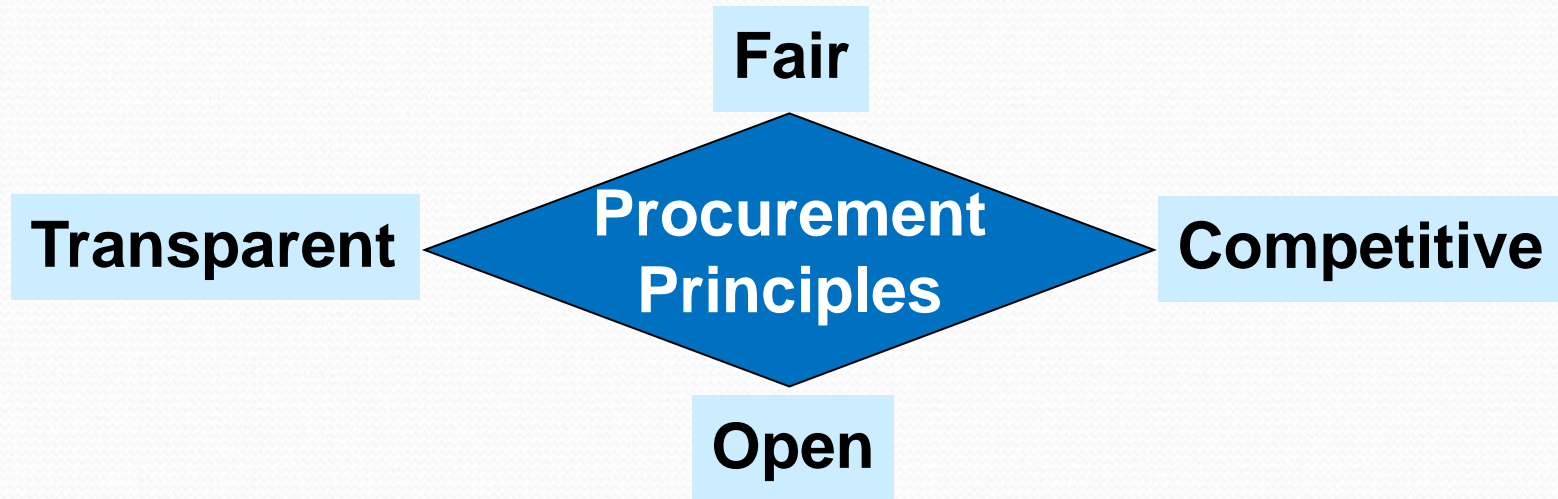 Fair
Transparent
Procurement
Principles
Competitive
Open